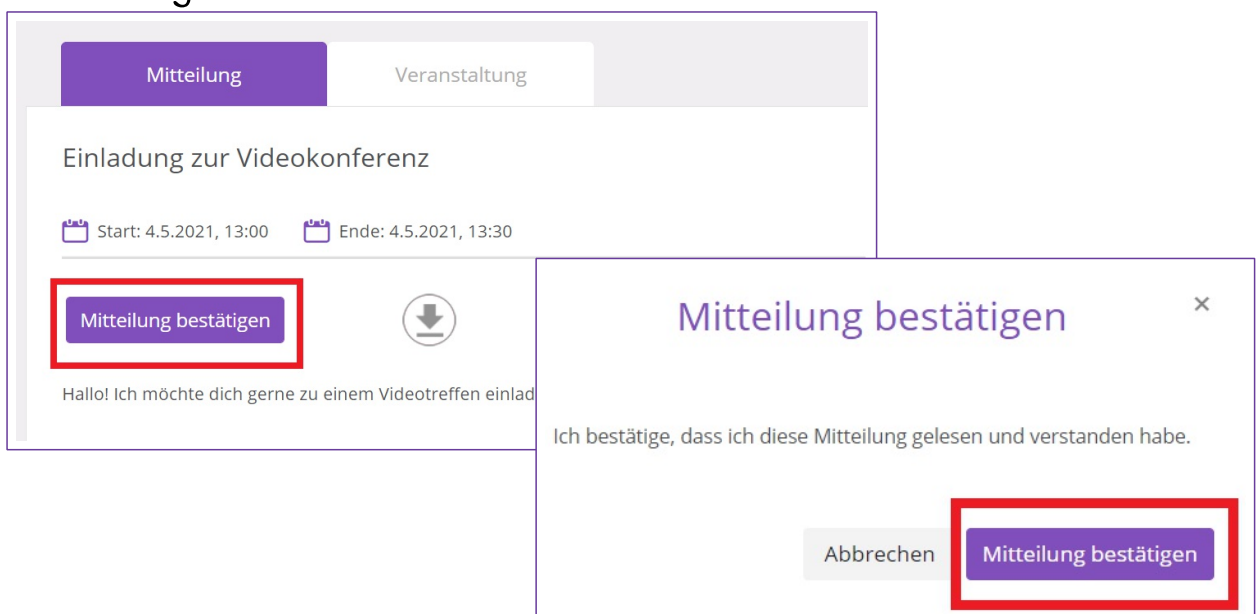 Mitteilung Veranstaltung
Einladung zur Videokonferenz
Start: 4.5.2021, 13:00 Ende: 4.5.2021, 13:30
Mitteilung bestätigen
Hallo! Ich möchte dich gerne zu einem Videotreffen
Mitteilung bestätigen ×
Ich bestätige, dass ich diese Mitteilung gelesen und verstanden habe.
Abbrechen Mitteilung bestätigen